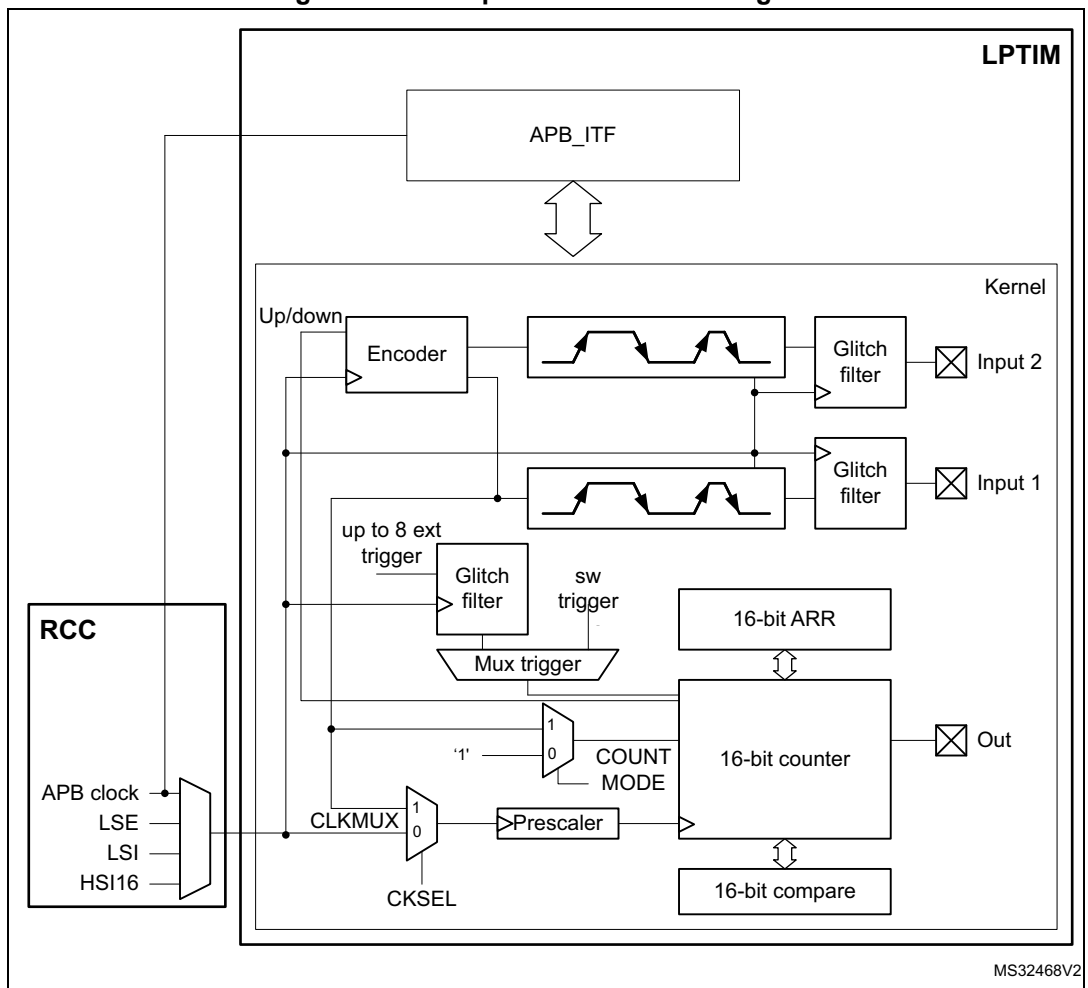 LPTIM
APB_ITF
Kernel
Up/down
Encoder
Glitch
filter
Input 2
Glitch
filter
Input 1
up to 8 ext
trigger
Glitch
filter
sw
trigger
16-bit ARR
RCC
Mux trigger
1
'1'
0
COUNT
MODE
16-bit counter
Out
APB clock
LSE
LSI
HSI16
CLKMUX
1
0
Prescaler
CKSEL
16-bit compare
MS32468V2